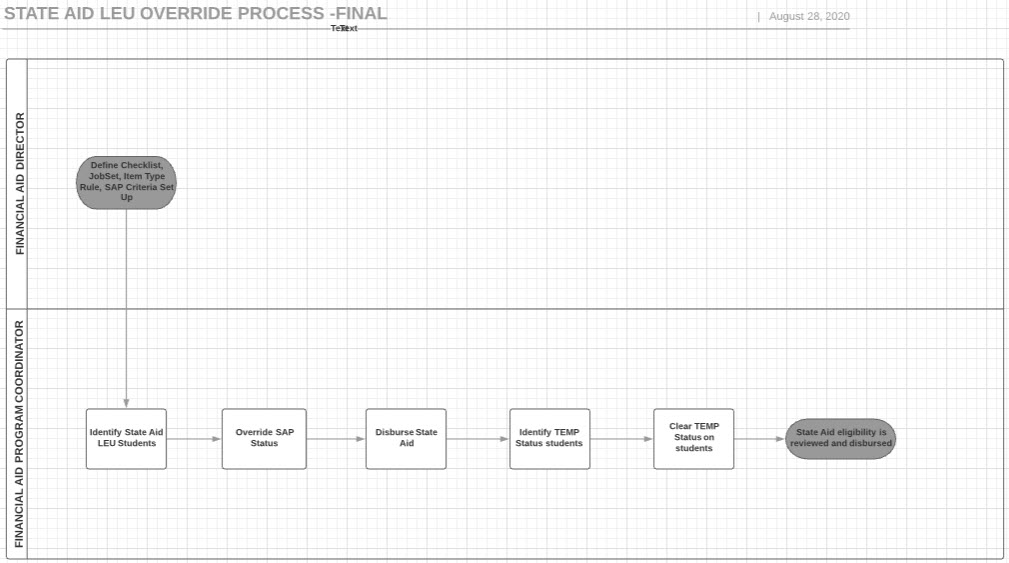 STATE AID LEU OVERRIDE PROCESS -FINAL
| August 28, 2020
Text
Text
FINANCIAL AID DIRECTOR
Define Checklist,
JobSet, Item Type
Rule, SAP Criteria Set
Up
FINANCIAL AID PROGRAM COORDINATOR
Identify State Aid
LEU Students
Override SAP
Status
Disburse State
Aid
Identify TEMP
Status students
Clear TEMP
Status on
students
State Aid eligibility is
reviewed and disbursed